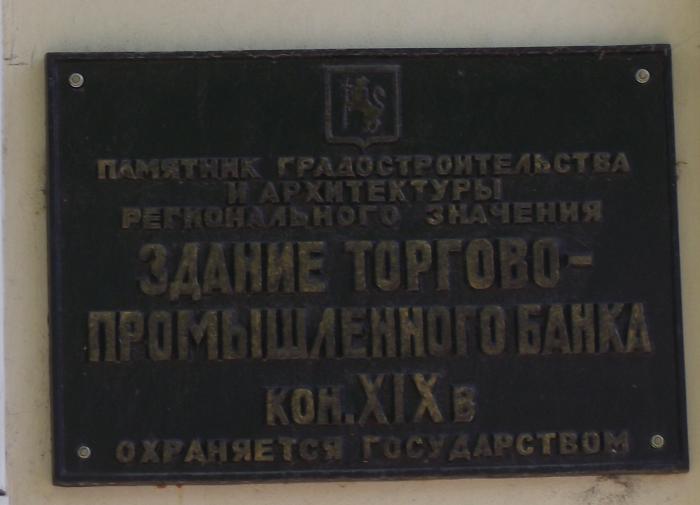 ПАМЯТНИК ГРАДОСТРОИТЕЛЬСТВА
И АРХИТЕКТУРЫ
РЕГИОНАЛЬНОГО ЗНАЧЕНИЯ
ЗДАНИЕ ТОРГОВО-
ПРОМЫШЛЕННОГО БАНКА
КОН. XIX В
ОХРАНЯЕТСЯ ГОСУДАРСТВОМ